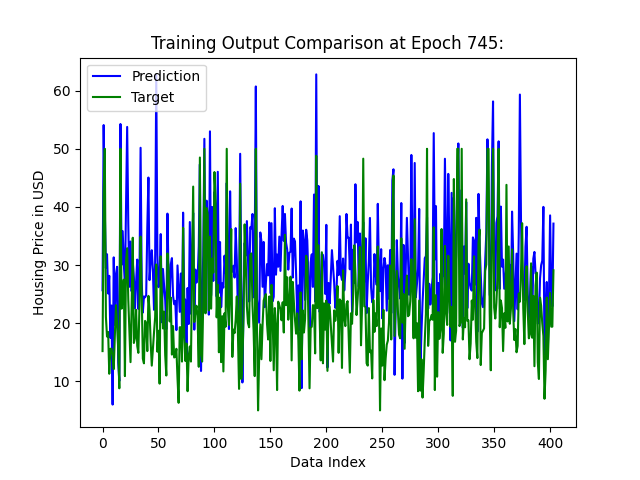 Training Output Comparison at Epoch 745:
Prediction
Target
60
50
40
30
20
10
Housing Price in USD
0 50 100 150 200 250 300 350 400
Data Index